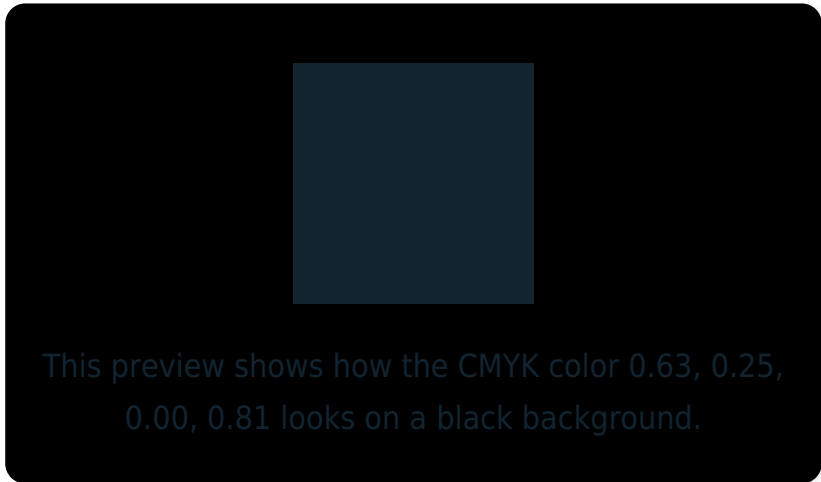 This preview shows how the CMYK color 0.63, 0.25,
0.00, 0.81 looks on a black background.